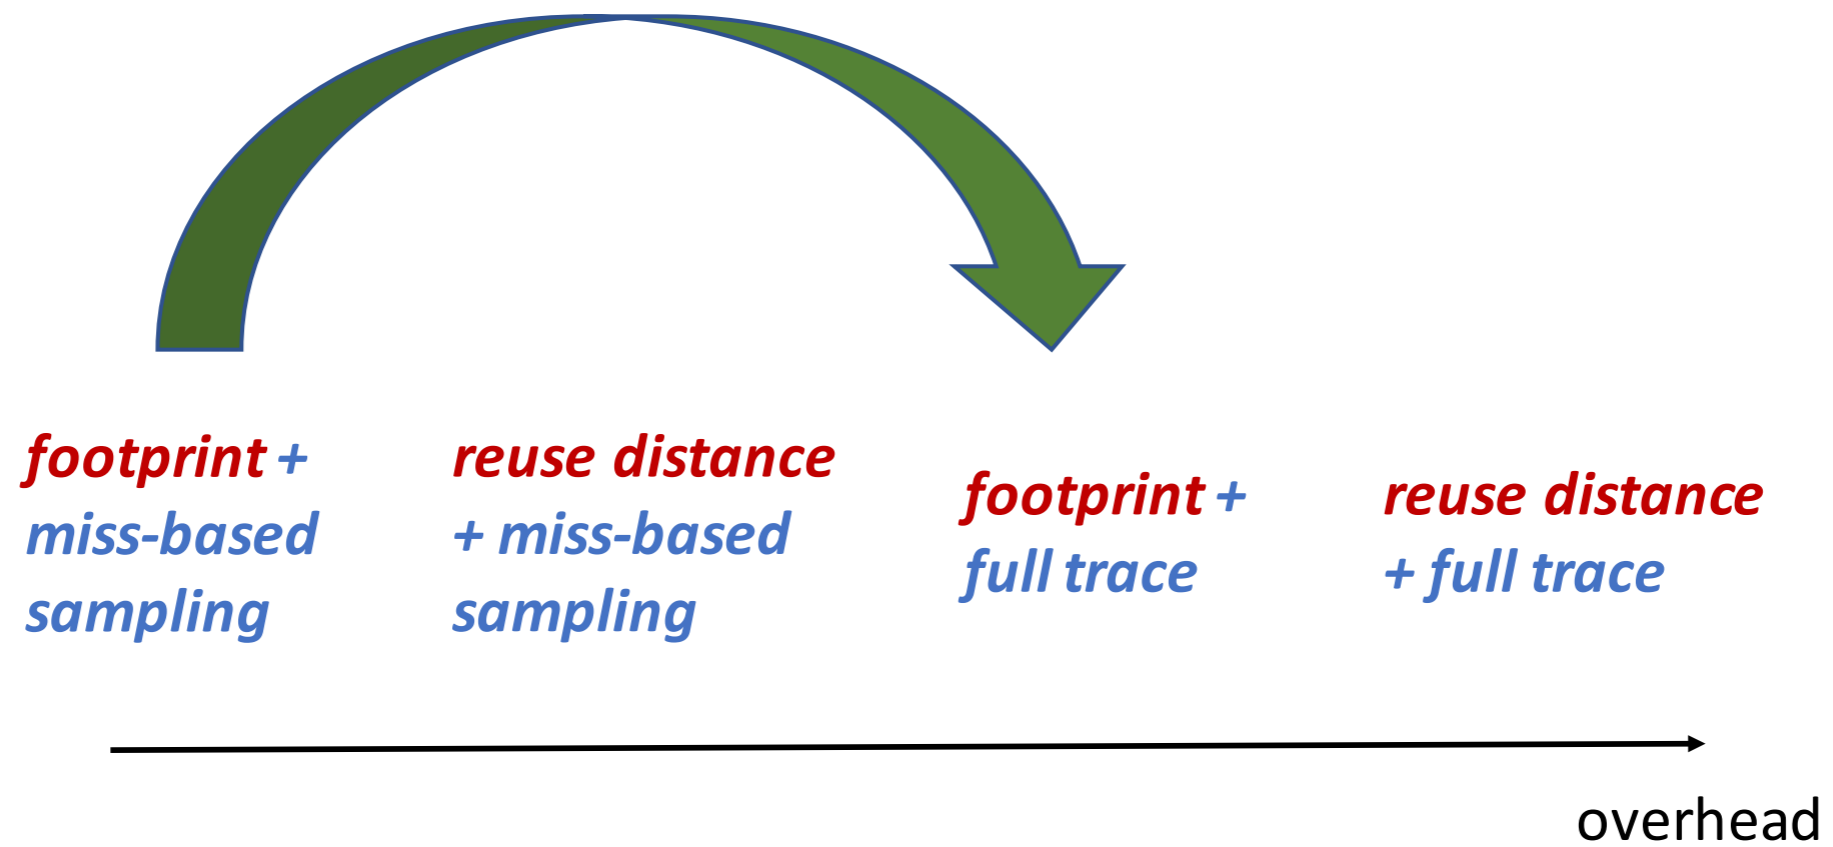 footprint +
miss-based
sampling
reuse distance
+ miss-based
sampling
footprint +
full trace
reuse distance
+ full trace
overhead